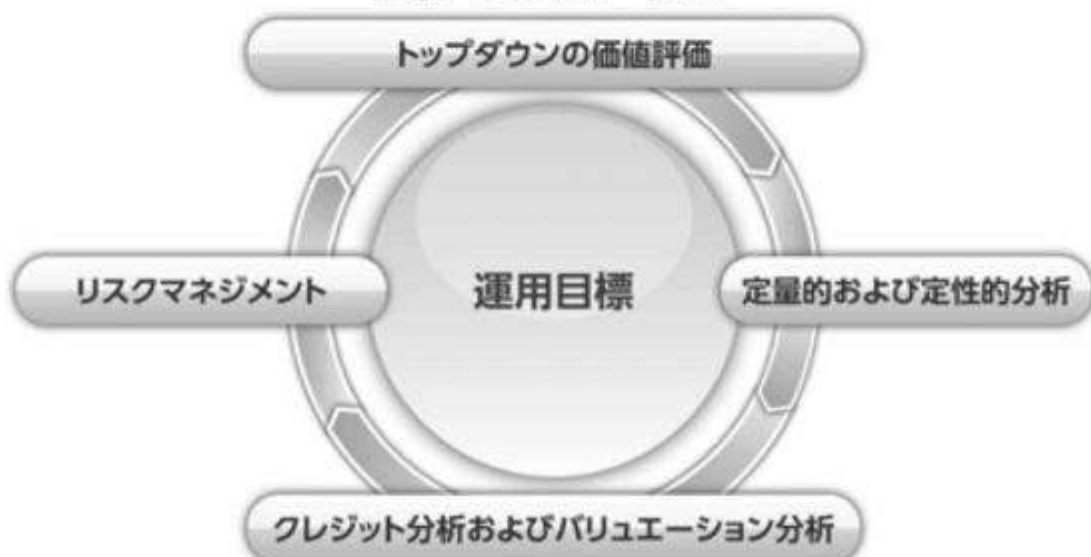 トップダウンの価値評価
リスクマネジメント
運用目標
定量的および定性的分析
クレジット分析およびバリュエーション分析